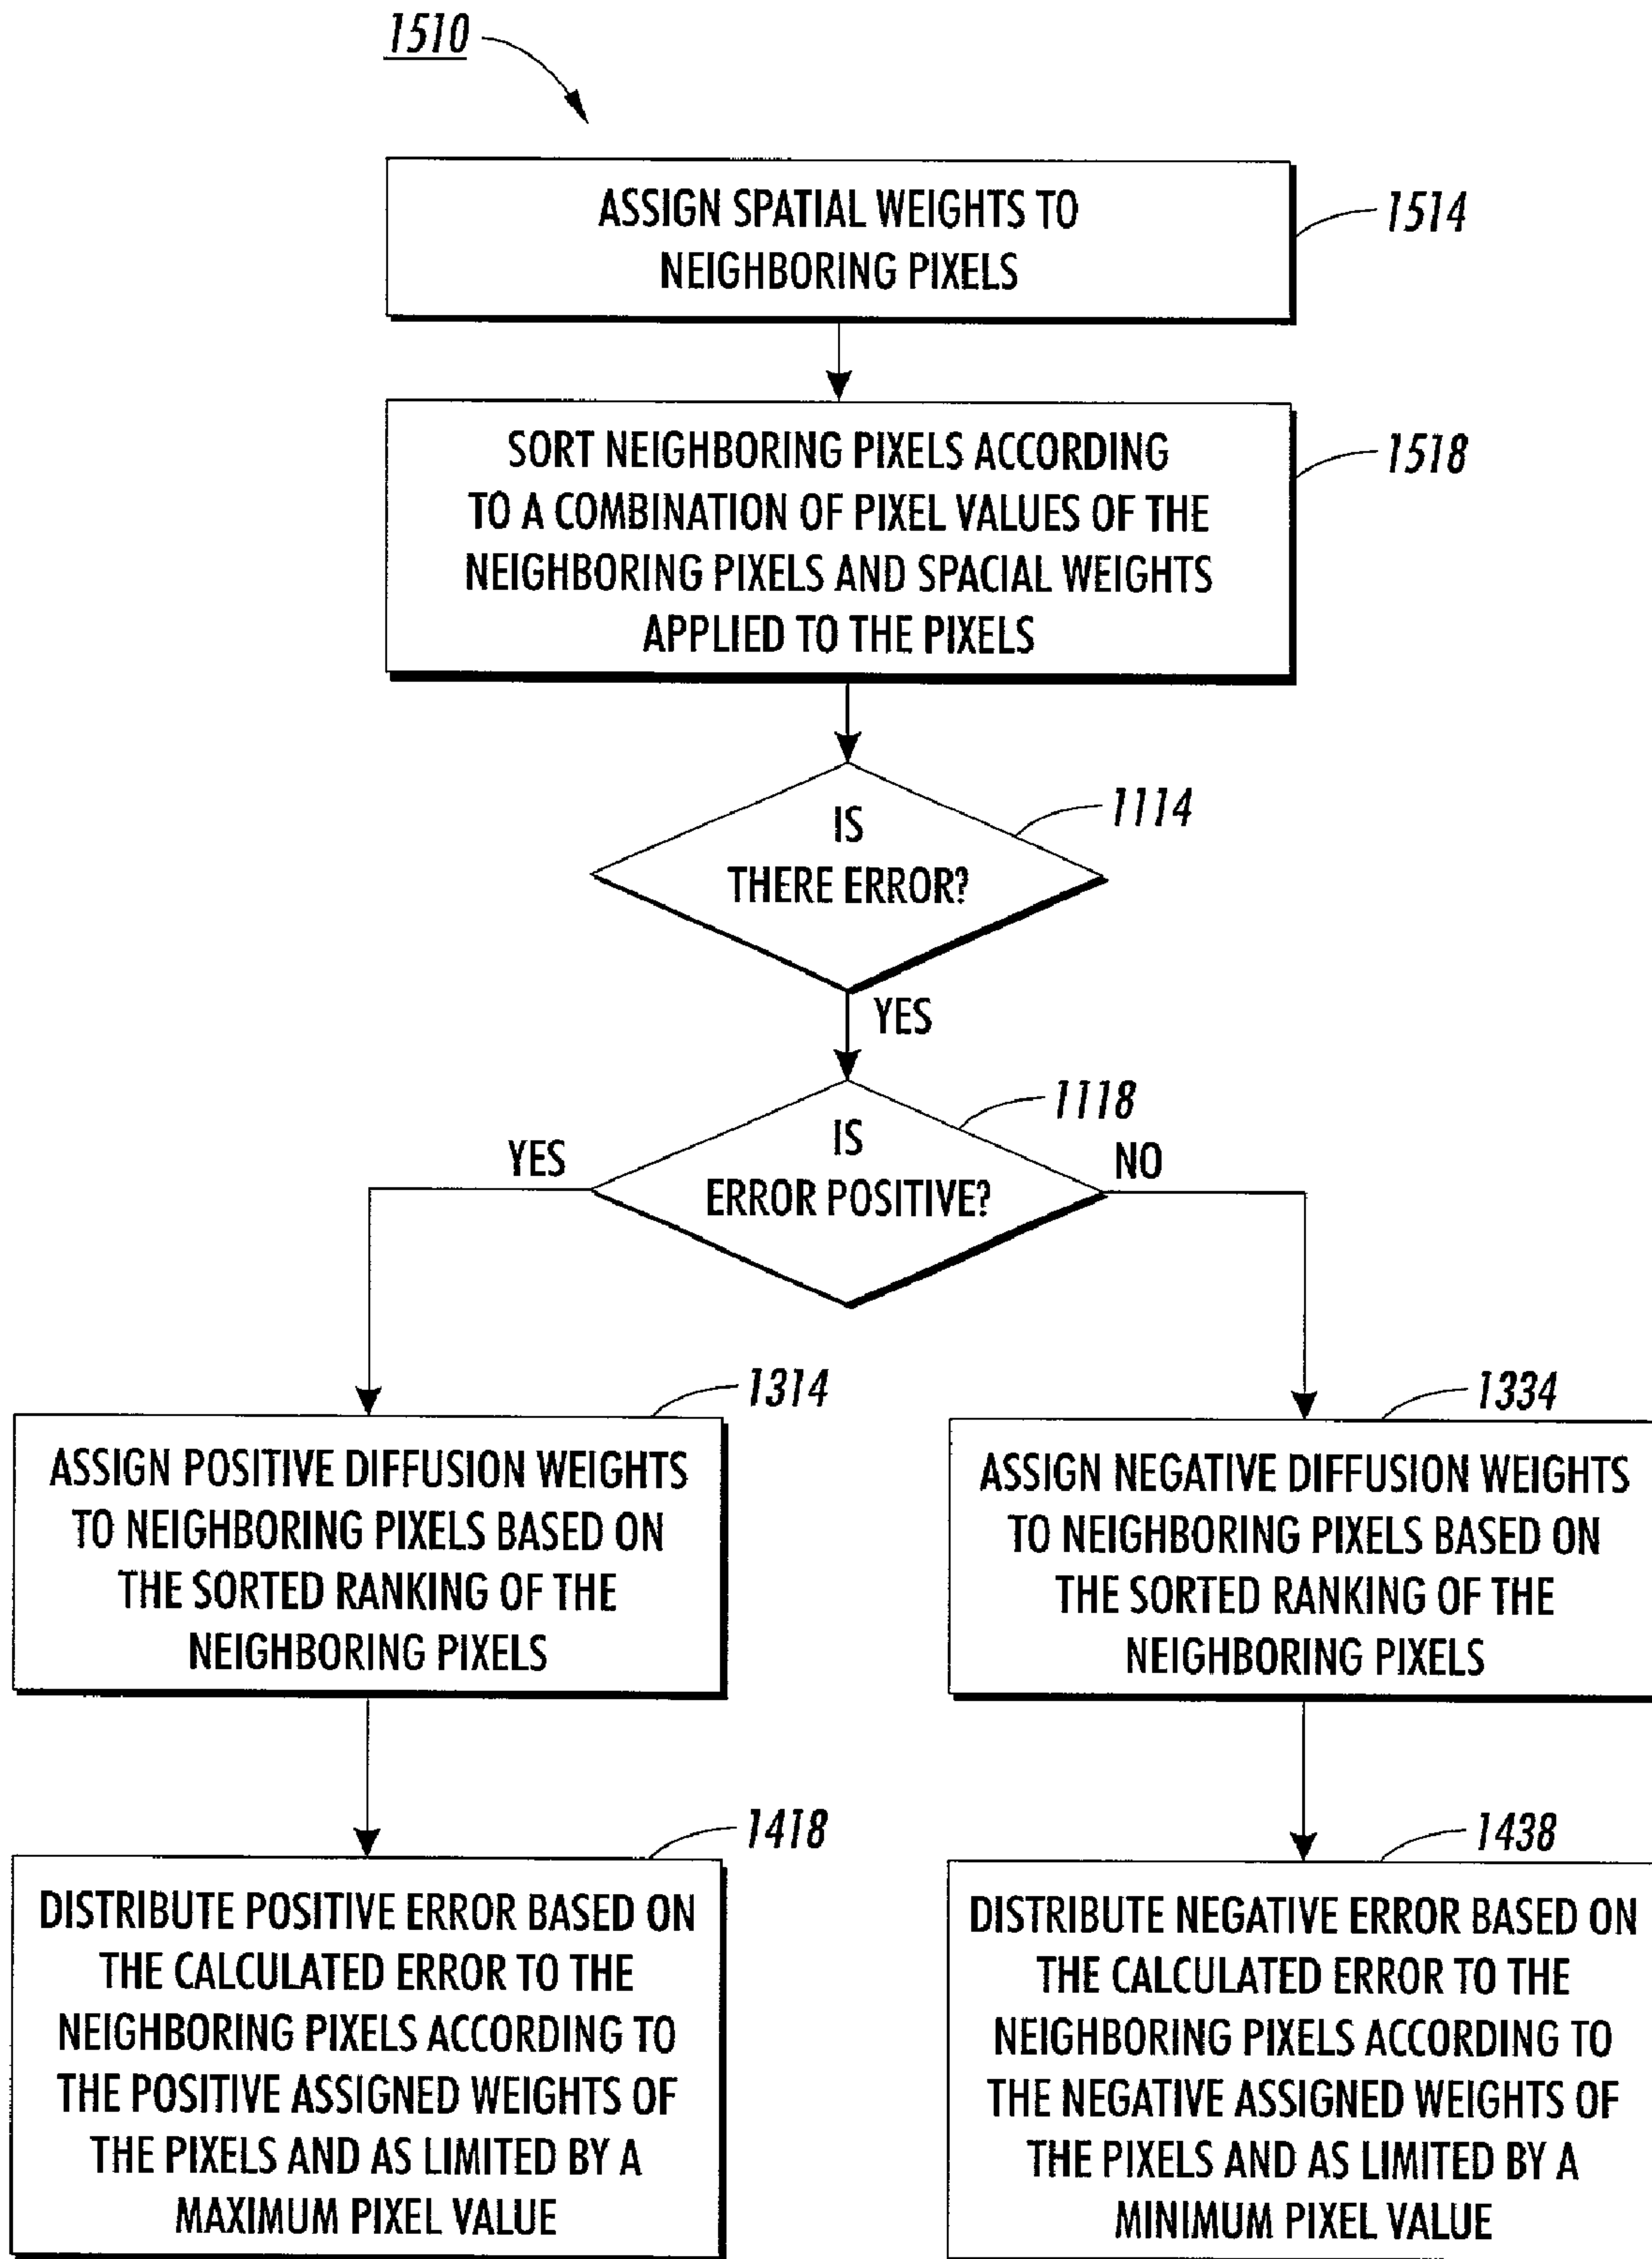 1510
ASSIGN SPATIAL WEIGHTS TO
NEIGHBORING PIXELS
1514
SORT NEIGHBORING PIXELS ACCORDING
TO A COMBINATION OF PIXEL VALUES OF THE
NEIGHBORING PIXELS AND SPACIAL WEIGHTS
APPLIED TO THE PIXELS
1518
IS
THERE ERROR?
1114
YES
IS
ERROR POSITIVE?
1118
YES
NO
1314
ASSIGN POSITIVE DIFFUSION WEIGHTS
TO NEIGHBORING PIXELS BASED ON
THE SORTED RANKING OF THE
NEIGHBORING PIXELS
1334
ASSIGN NEGATIVE DIFFUSION WEIGHTS
TO NEIGHBORING PIXELS BASED ON
THE SORTED RANKING OF THE
NEIGHBORING PIXELS
1418
DISTRIBUTE POSITIVE ERROR BASED ON
THE CALCULATED ERROR TO THE
NEIGHBORING PIXELS ACCORDING TO
THE POSITIVE ASSIGNED WEIGHTS OF
THE PIXELS AND AS LIMITED BY A
MAXIMUM PIXEL VALUE
1438
DISTRIBUTE NEGATIVE ERROR BASED ON
THE CALCULATED ERROR TO THE
NEIGHBORING PIXELS ACCORDING TO
THE NEGATIVE ASSIGNED WEIGHTS OF
THE PIXELS AND AS LIMITED BY A
MINIMUM PIXEL VALUE